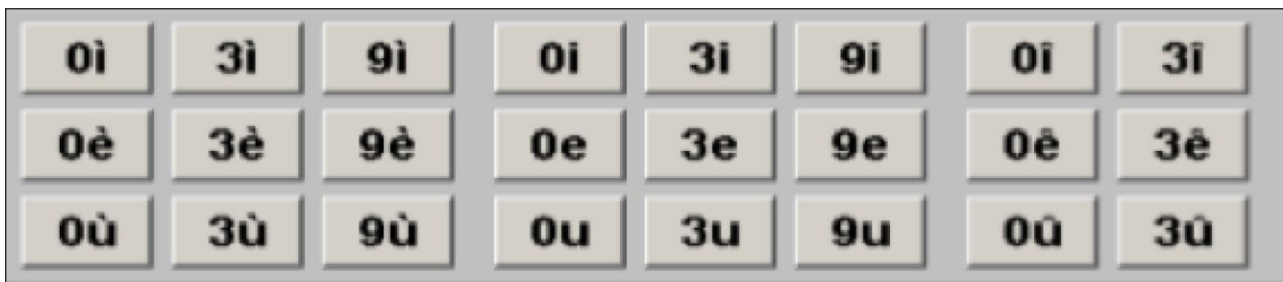 0ì 3ì 9ì 0i 3i 9i 0î 3î
0è 3è 9è 0e 3e 9e 0ê 3ê
0ù 3ù 9ù 0u 3u 9u 0û 3û